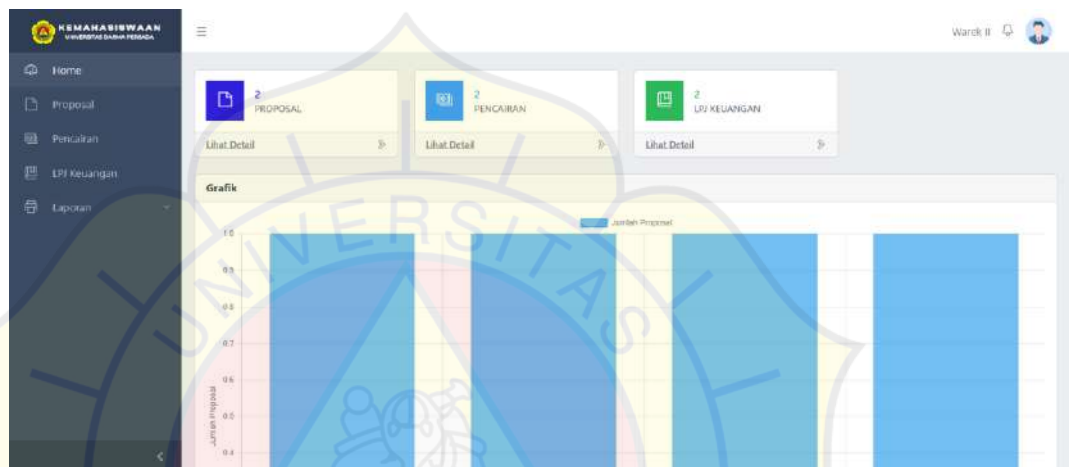 KEMAHASISWAAN
UNIVERSITAS DARMA PERSADA
Warek II
Home
Proposal
Pencairan
LPJ Keuangan
Laporan
2
PROPOSAL
Lihat Detail
2
PENCAIRAN
Lihat Detail
2
LPJ KEUANGAN
Lihat Detail
Grafik
Jumlah Proposal
1.0
0.9
0.8
0.7
0.6
0.5
0.4
Jumlah Proposal
UNIVERSITAS